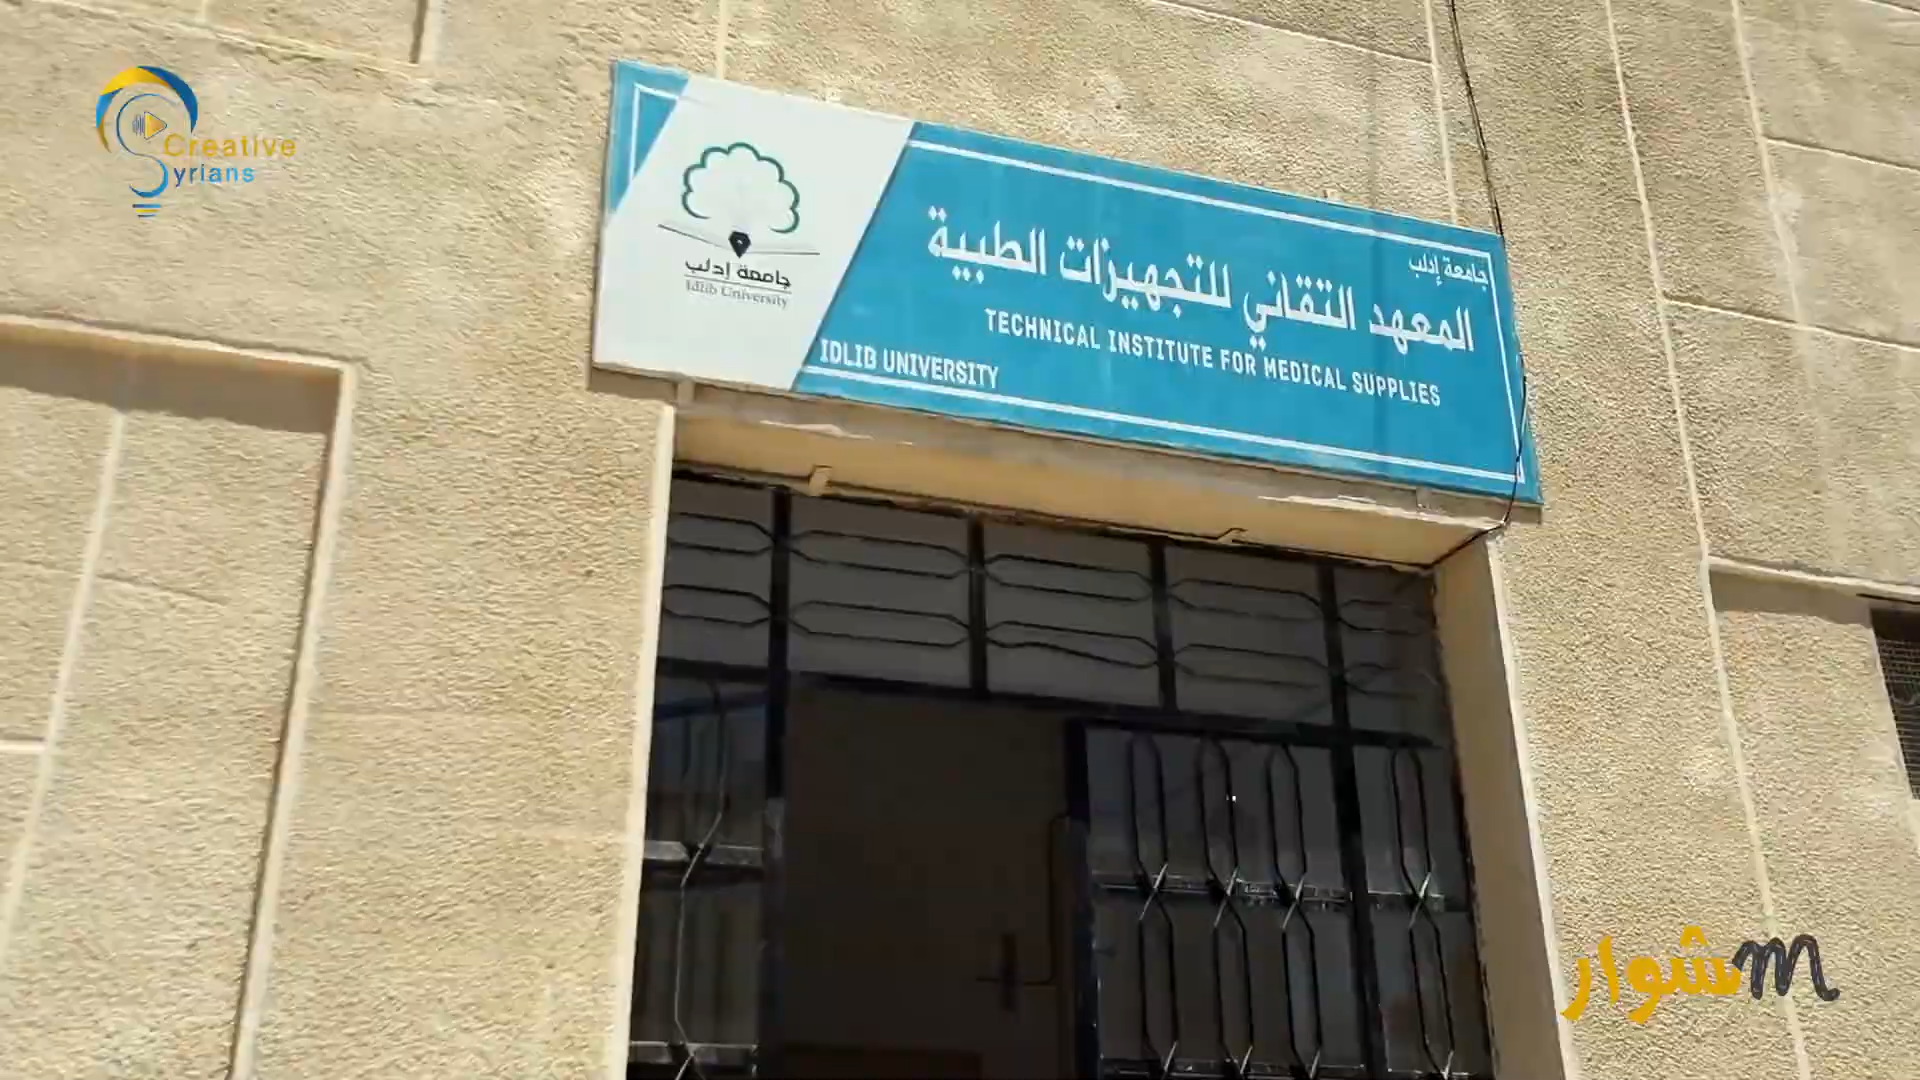 Creative
Syrians
جامعة إدلب
المعهد التقاني للتجهيزات الطبية
TECHNICAL INSTITUTE FOR MEDICAL SUPPLIES
IDLIB UNIVERSITY
جامعة إدلب
Idlib University
mشوار